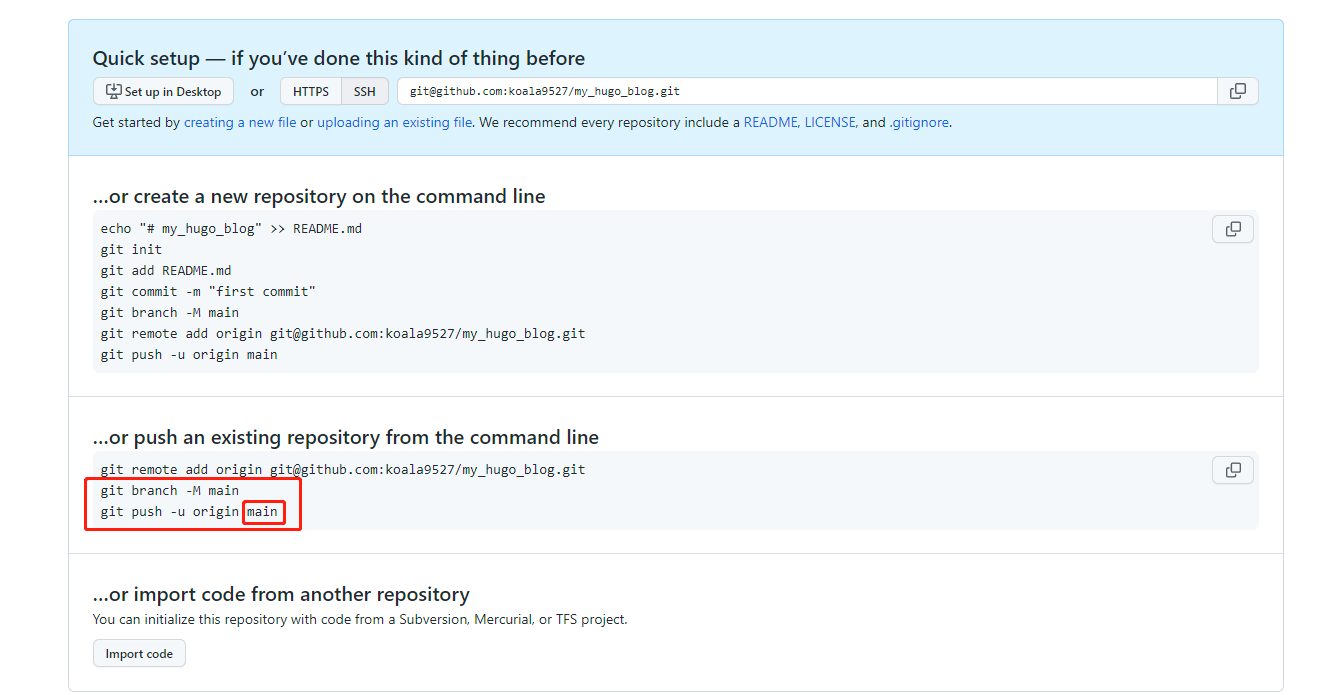 Quick setup — if you’ve done this kind of thing before
Set up in Desktop or HTTPS SSH git@github.com:koala9527/my_hugo_blog.git
Get started by creating a new file or uploading an existing file. We recommend every repository include a README, LICENSE, and .gitignore.
…or create a new repository on the command line
echo "# my_hugo_blog" >> README.md
git init
git add README.md
git commit -m "first commit"
git branch -M main
git remote add origin git@github.com:koala9527/my_hugo_blog.git
git push -u origin main
…or push an existing repository from the command line
git remote add origin git@github.com:koala9527/my_hugo_blog.git
git branch -M main
git push -u origin main
…or import code from another repository
You can initialize this repository with code from a Subversion, Mercurial, or TFS project.
Import code